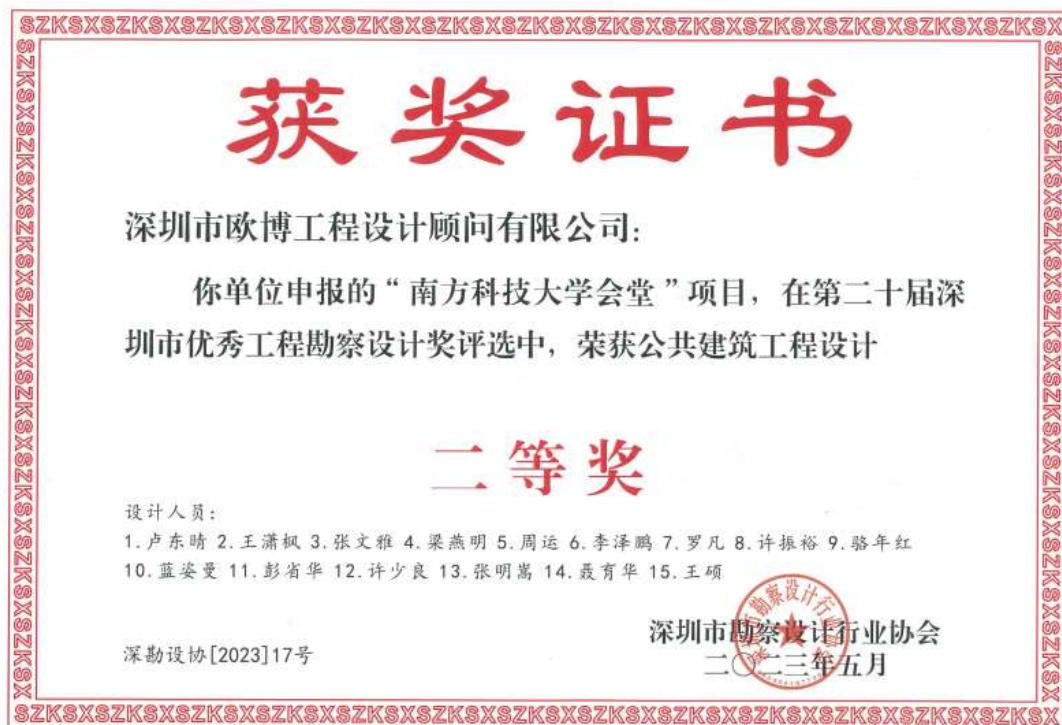 SZKSXSZKSXSZKSXSZKSXSZKSXSZKSXSZKSXSZKSXSZKSXSZKSXSZKSXSZKSX
获奖证书
深圳市欧博工程设计顾问有限公司:
你单位申报的“南方科技大学会堂”项目，在第二十届深
圳市优秀工程勘察设计奖评选中，荣获公共建筑工程设计
二等奖
设计人员:
1.卢东晴 2.王潇枫 3.张文雅 4.梁燕明 5.周运 6.李泽鹏 7.罗凡 8.许振裕 9.骆年红
10.蓝姿曼 11.彭省华 12.许少良 13.张明嵩 14.聂育华 15.王硕
深圳市勘察设计行业协会
二〇二三年五月
深勘设协[2023]17号